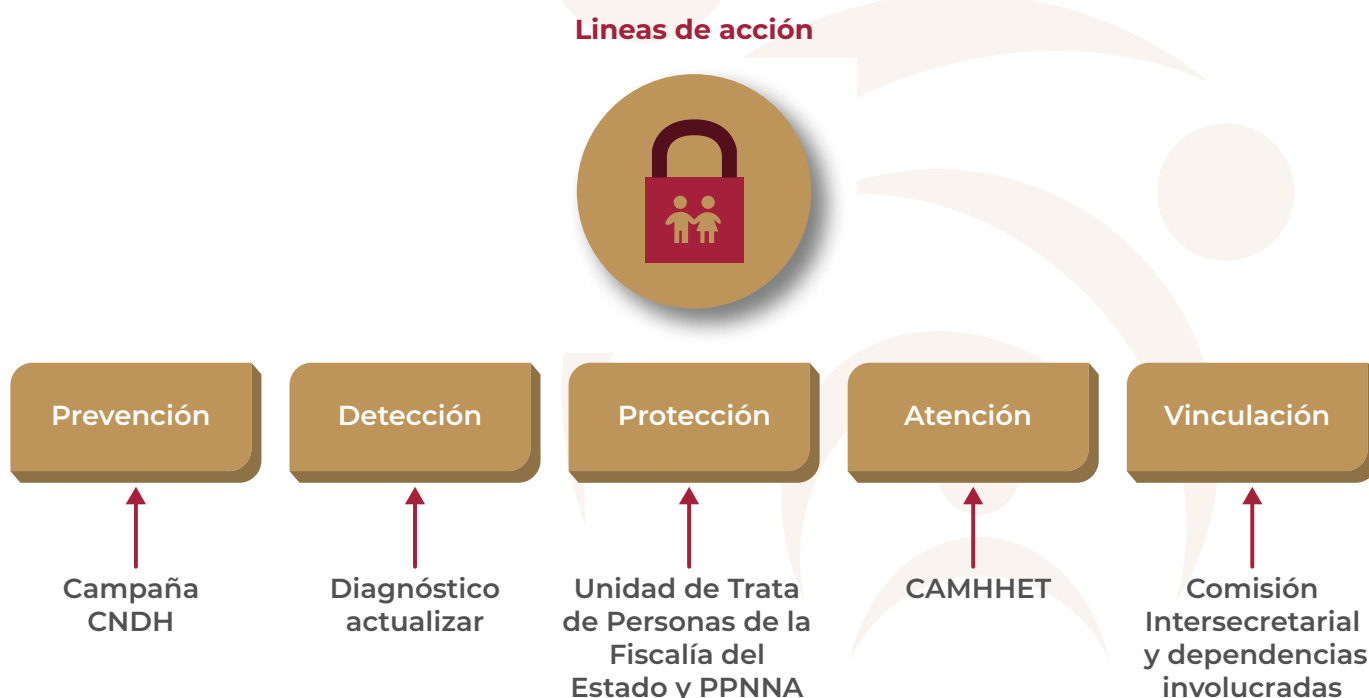 Lineas de acción
Prevención
Detección
Protección
Atención
Vinculación
Campaña
CNDH
Diagnóstico
actualizar
Unidad de Trata
de Personas de la
Fiscalía del
Estado y PPNNA
CAMHHET
Comisión
Intersecretarial
y dependencias
involucradas